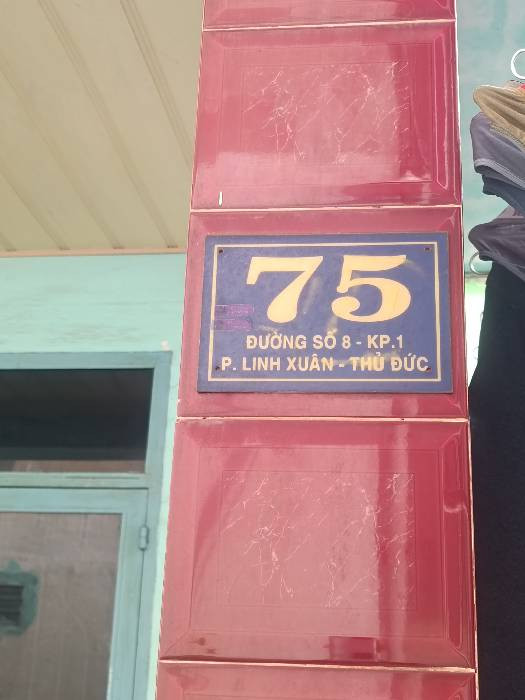 75
ĐƯỜNG SỐ 8 - KP.1
P. LINH XUÂN - THỦ ĐỨC